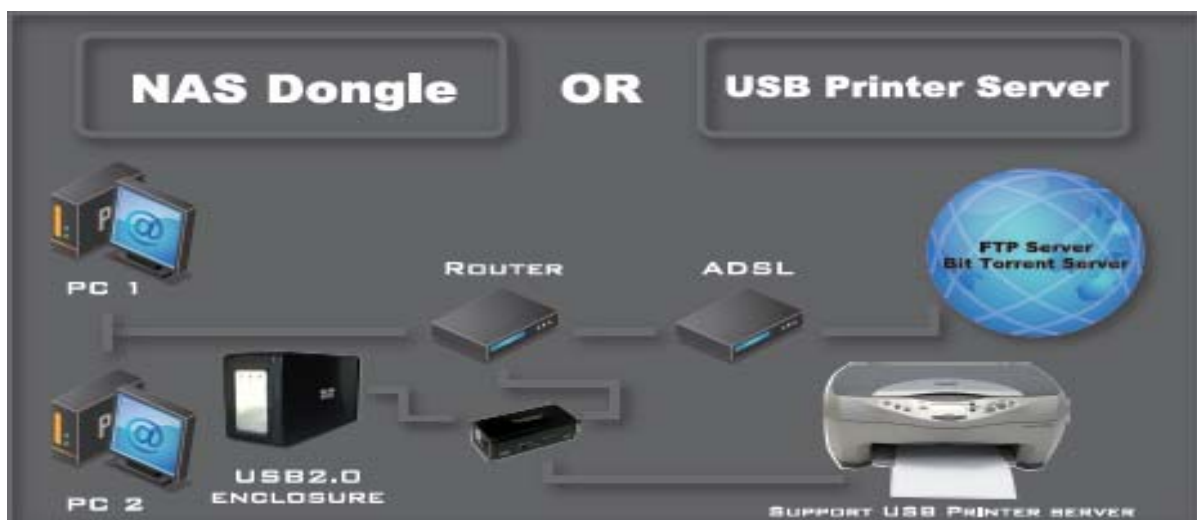 NAS Dongle
OR
USB Printer Server
FTP Server
Bit Torrent Server
ROUTER
ADSL
PC 1
USB2.0
ENCLOSURE
PC 2
SUPPORT USB PRINTER SERVER